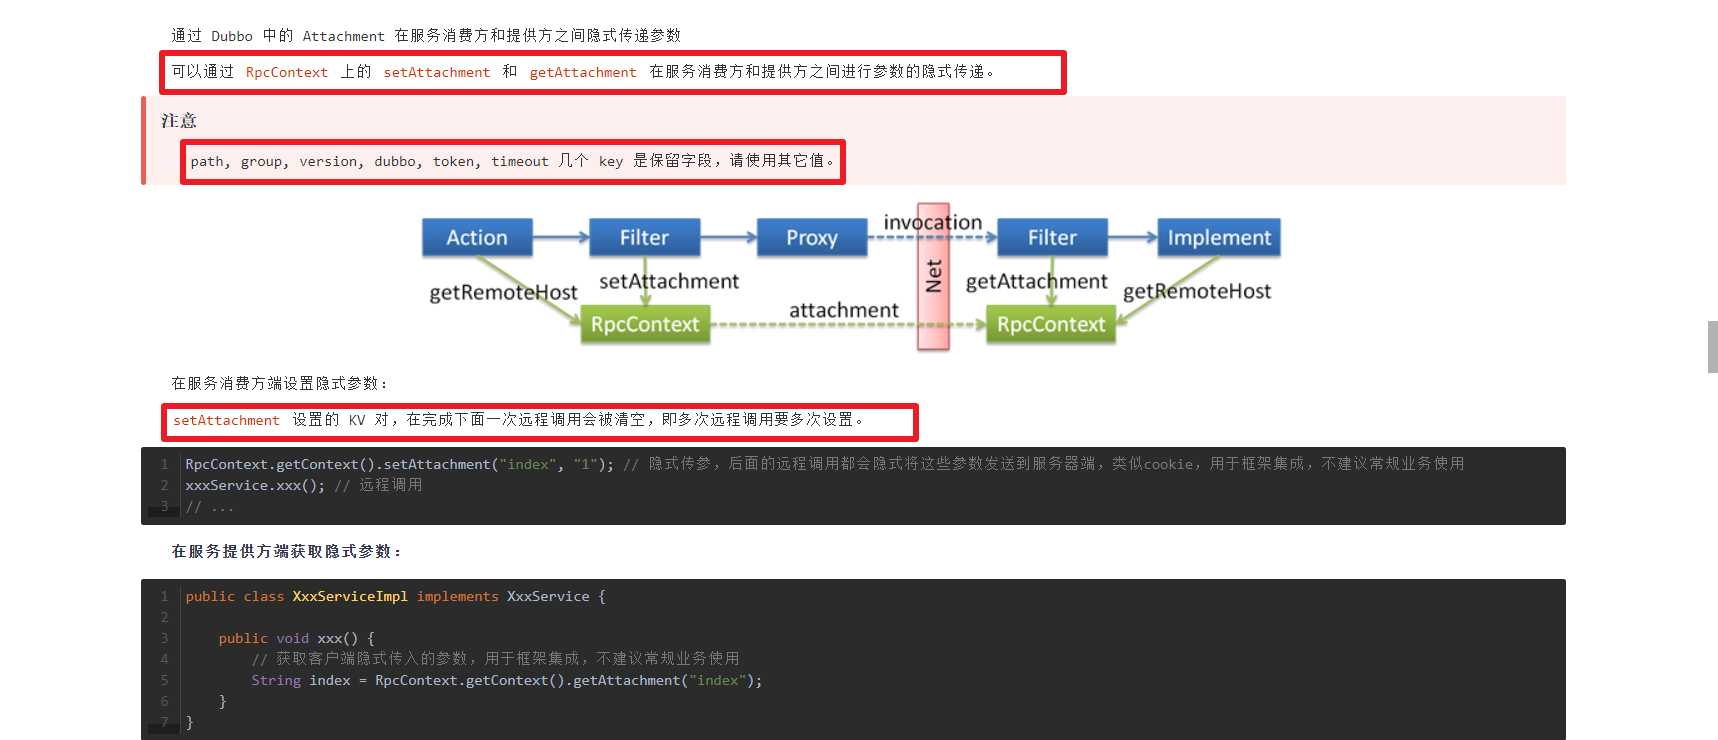 通过 Dubbo 中的 Attachment 在服务消费方和提供方之间隐式传递参数
可以通过 RpcContext 上的 setAttachment 和 getAttachment 在服务消费方和提供方之间进行参数的隐式传递。
注意
path, group, version, dubbo, token, timeout 几个 key 是保留字段，请使用其它值。
invocation
Action
Filter
Proxy
Filter
Implement
Net
getRemoteHost
setAttachment
getAttachment
getRemoteHost
attachment
RpcContext
RpcContext
在服务消费方端设置隐式参数：
setAttachment 设置的 KV 对，在完成下面一次远程调用会被清空，即多次远程调用要多次设置。
1 RpcContext.getContext().setAttachment("index", "1"); // 隐式传参，后面的远程调用都会隐式将这些参数发送到服务器端，类似cookie，用于框架集成，不建议常规业务使用
2 xxxService.xxx(); // 远程调用
3 // ...
在服务提供方端获取隐式参数：
1 public class XxxServiceImpl implements XxxService {
2
3 public void xxx() {
4 // 获取客户端隐式传入的参数，用于框架集成，不建议常规业务使用
5 String index = RpcContext.getContext().getAttachment("index");
6 }
7 }